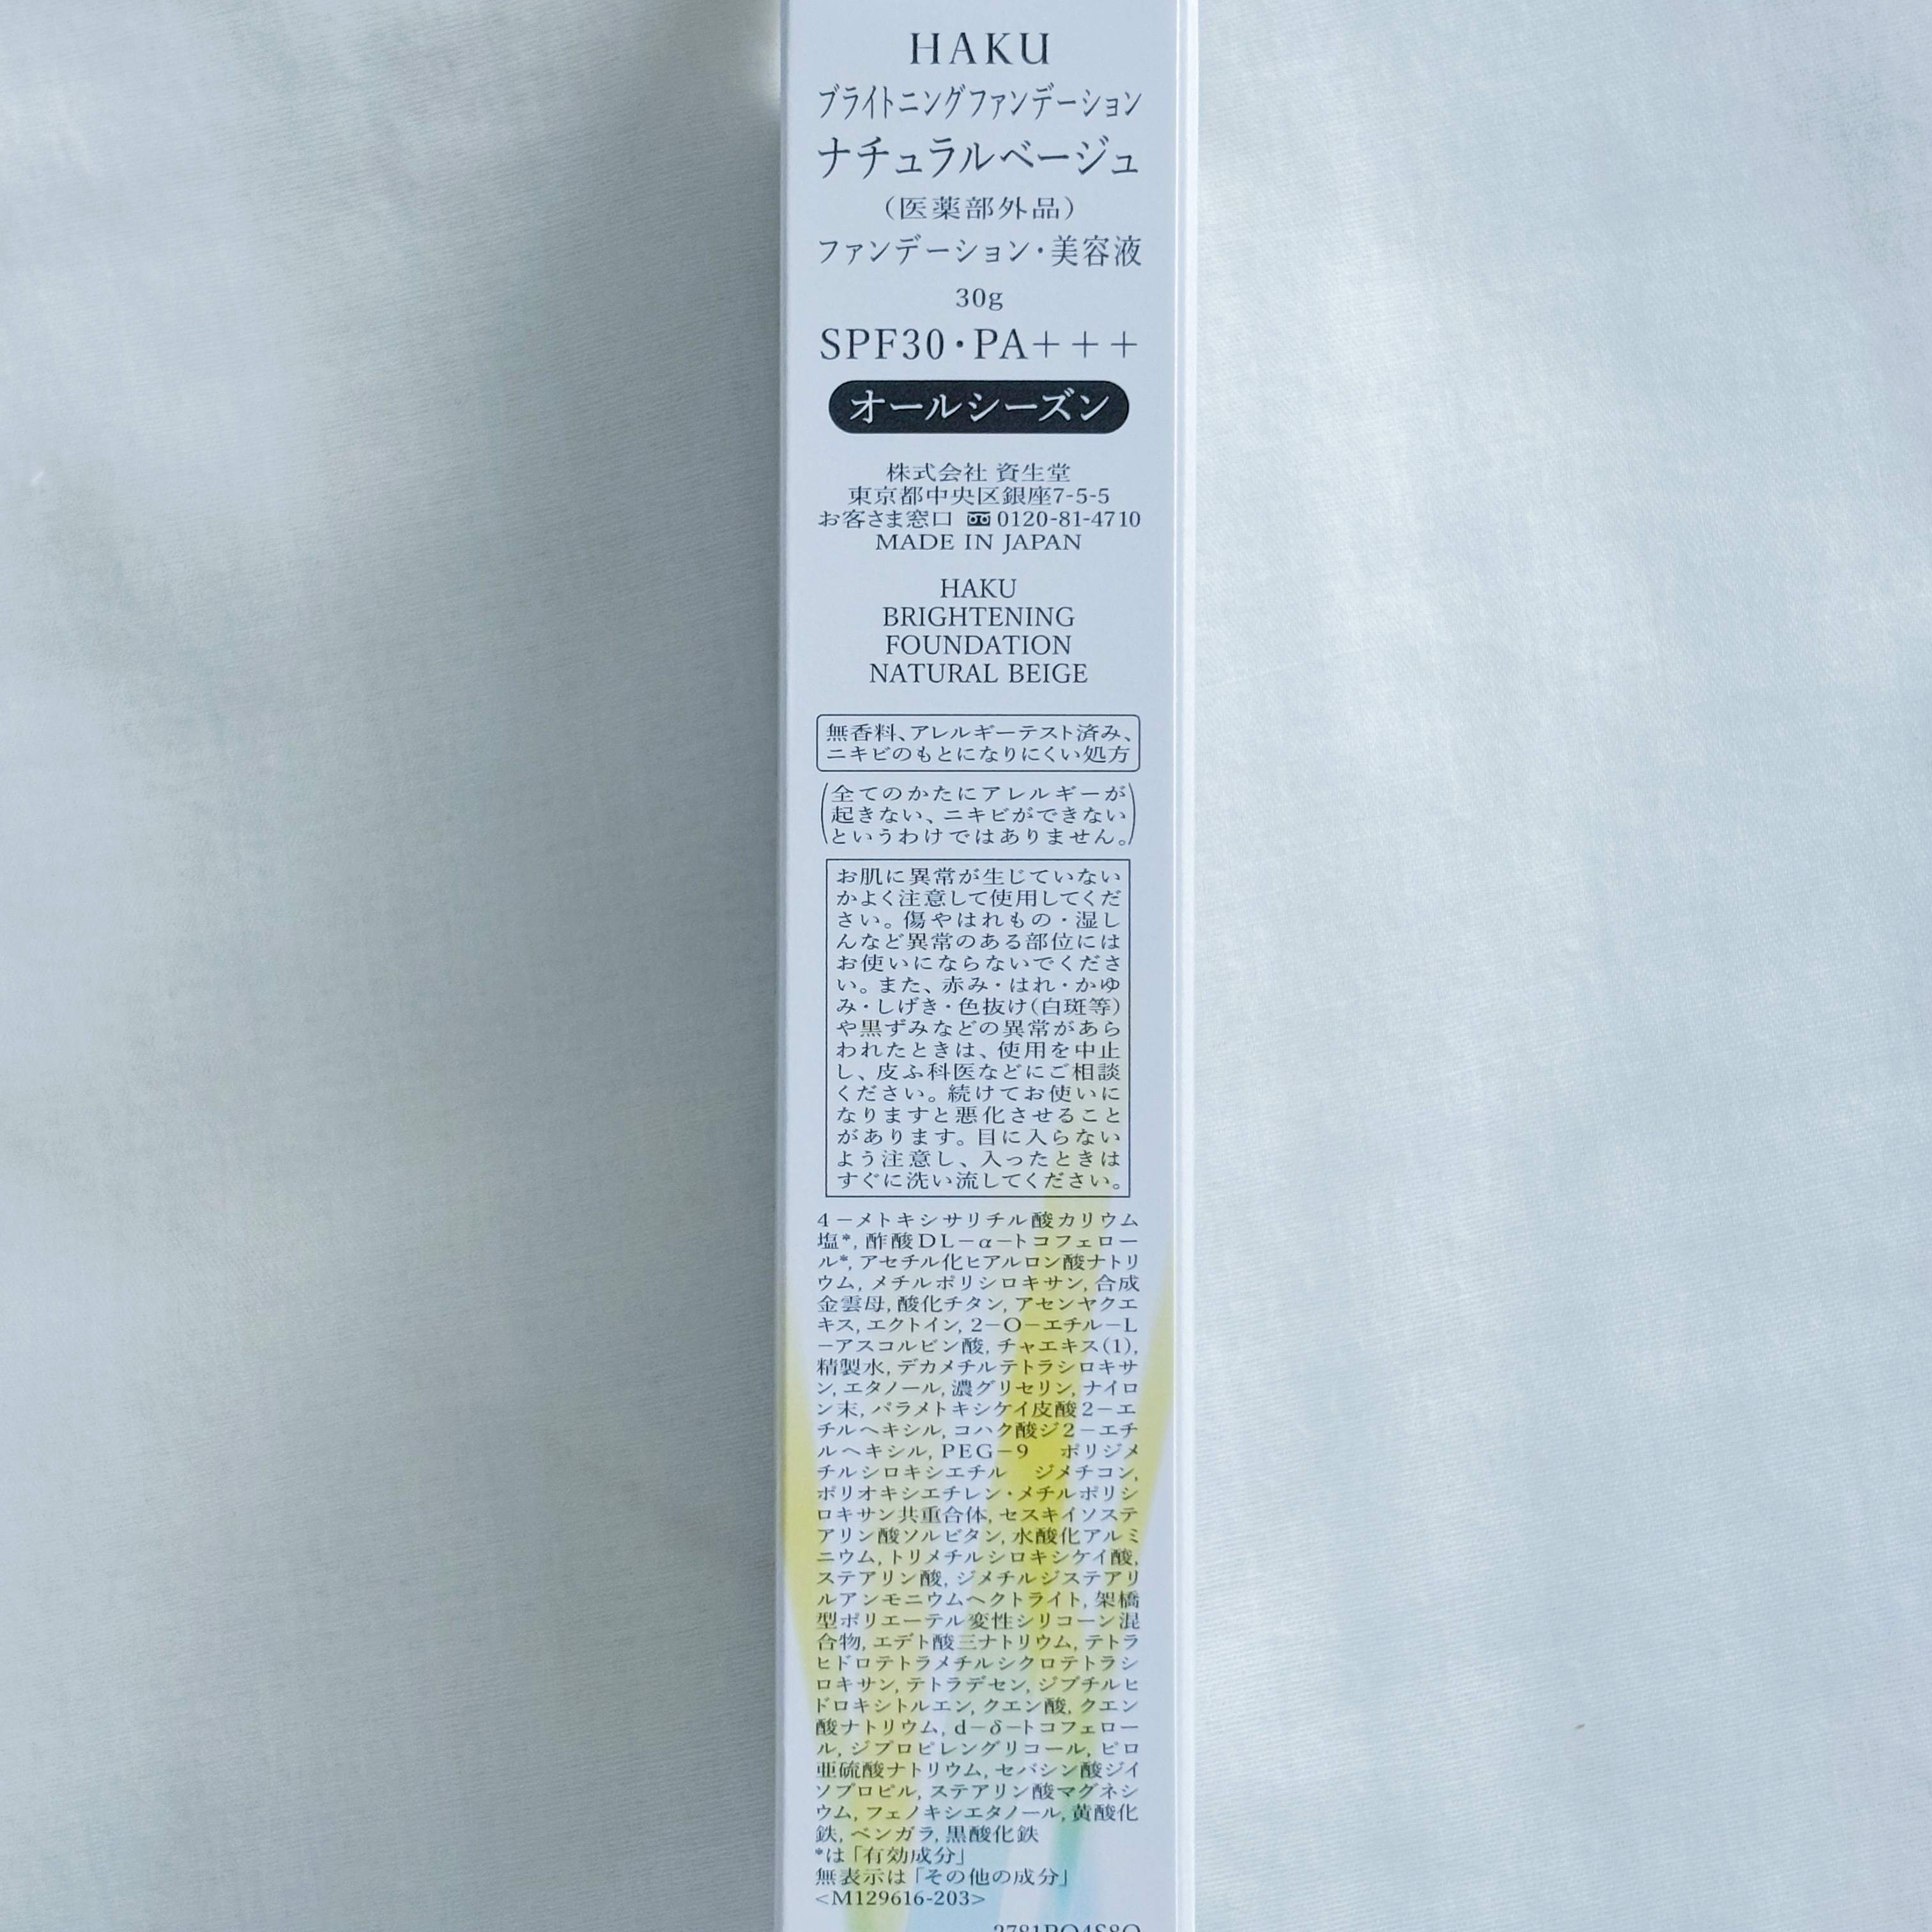 HAKU
ブライトニングファンデーション
ナチュラルベージュ
（医薬部外品）
ファンデーション・美容液
30g
SPF30・PA+++
オールシーズン
株式会社 資生堂
東京都中央区銀座7-5-5
お客さま窓口 0120-81-4710
MADE IN JAPAN
HAKU
BRIGHTENING
FOUNDATION
NATURAL BEIGE
無香料、アレルギーテスト済み、
ニキビのもとになりにくい処方
(全てのかたにアレルギーが
起きない、ニキビができない
というわけではありません。)
お肌に異常が生じていない
かよく注意して使用してくだ
さい。傷やはれもの・湿し
んなど異常のある部位には
お使いにならないでくださ
い。また、赤み・はれ・かゆ
み・しげき・色抜け(白斑等)
や黒ずみなどの異常があら
われたときは、使用を中止
し、皮ふ科医などにご相談
ください。続けてお使いに
なりますと悪化させること
があります。目に入らない
よう注意し、入ったときは
すぐに洗い流してください。
4－メトキシサリチル酸カリウム
塩*, 酢酸DL－α－トコフェロー
ル*, アセチル化ヒアルロン酸ナトリ
ウム, メチルポリシロキサン, 合成
金雲母, 酸化チタン, アセンヤクエ
キス, エクトイン, 2－O－エチル－L
－アスコルビン酸, チャエキス(1),
精製水, デカメチルテトラシロキサ
ン, エタノール, 濃グリセリン, ナイロ
ン末, パラメトキシケイ皮酸2－エ
チルヘキシル, コハク酸ジ2－エチ
ルヘキシル, PEG－9　ポリジメ
チルシロキシエチル　ジメチコン,
ポリオキシエチレン・メチルポリシ
ロキサン共重合体, セスキイソステ
アリン酸ソルビタン, 水酸化アルミ
ニウム, トリメチルシロキシケイ酸,
ステアリン酸, ジメチルジステアリ
ルアンモニウムヘクトライト, 架橋
型ポリエーテル変性シリコーン混
合物, エデト酸三ナトリウム, テトラ
ヒドロテトラメチルシクロテトラシ
ロキサン, テトラデセン, ジブチルヒ
ドロキシトルエン, クエン酸, クエン
酸ナトリウム, d－δ－トコフェロー
ル, ジプロピレングリコール, ピロ
亜硫酸ナトリウム, セバシン酸ジイ
ソプロピル, ステアリン酸マグネシ
ウム, フェノキシエタノール, 黄酸化
鉄, ベンガラ, 黒酸化鉄
*は「有効成分」
無表示は「その他の成分」
<M129616-203>